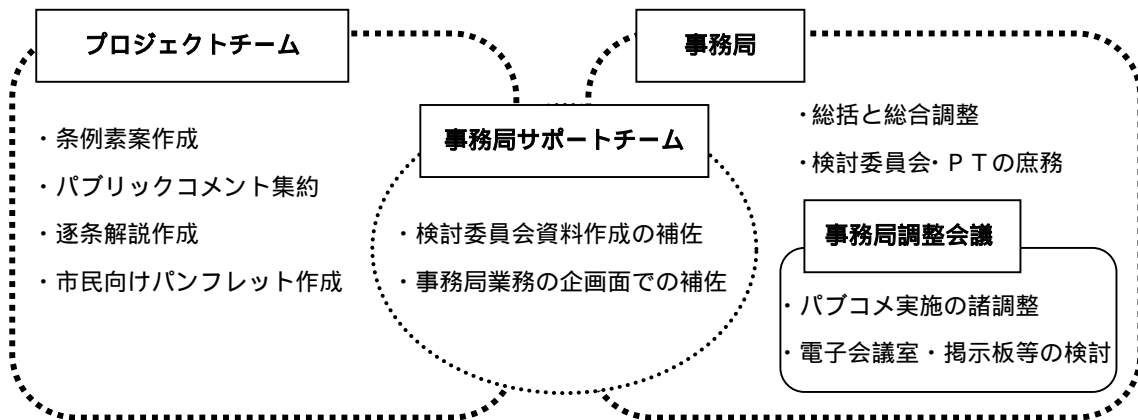 プロジェクトチーム
・条例素案作成
・パブリックコメント集約
・逐条解説作成
・市民向けパンフレット作成
事務局サポートチーム
・検討委員会資料作成の補佐
・事務局業務の企画面での補佐
事務局
・総括と総合調整
・検討委員会・ＰＴの庶務
事務局調整会議
・パブコメ実施の諸調整
・電子会議室・掲示板等の検討